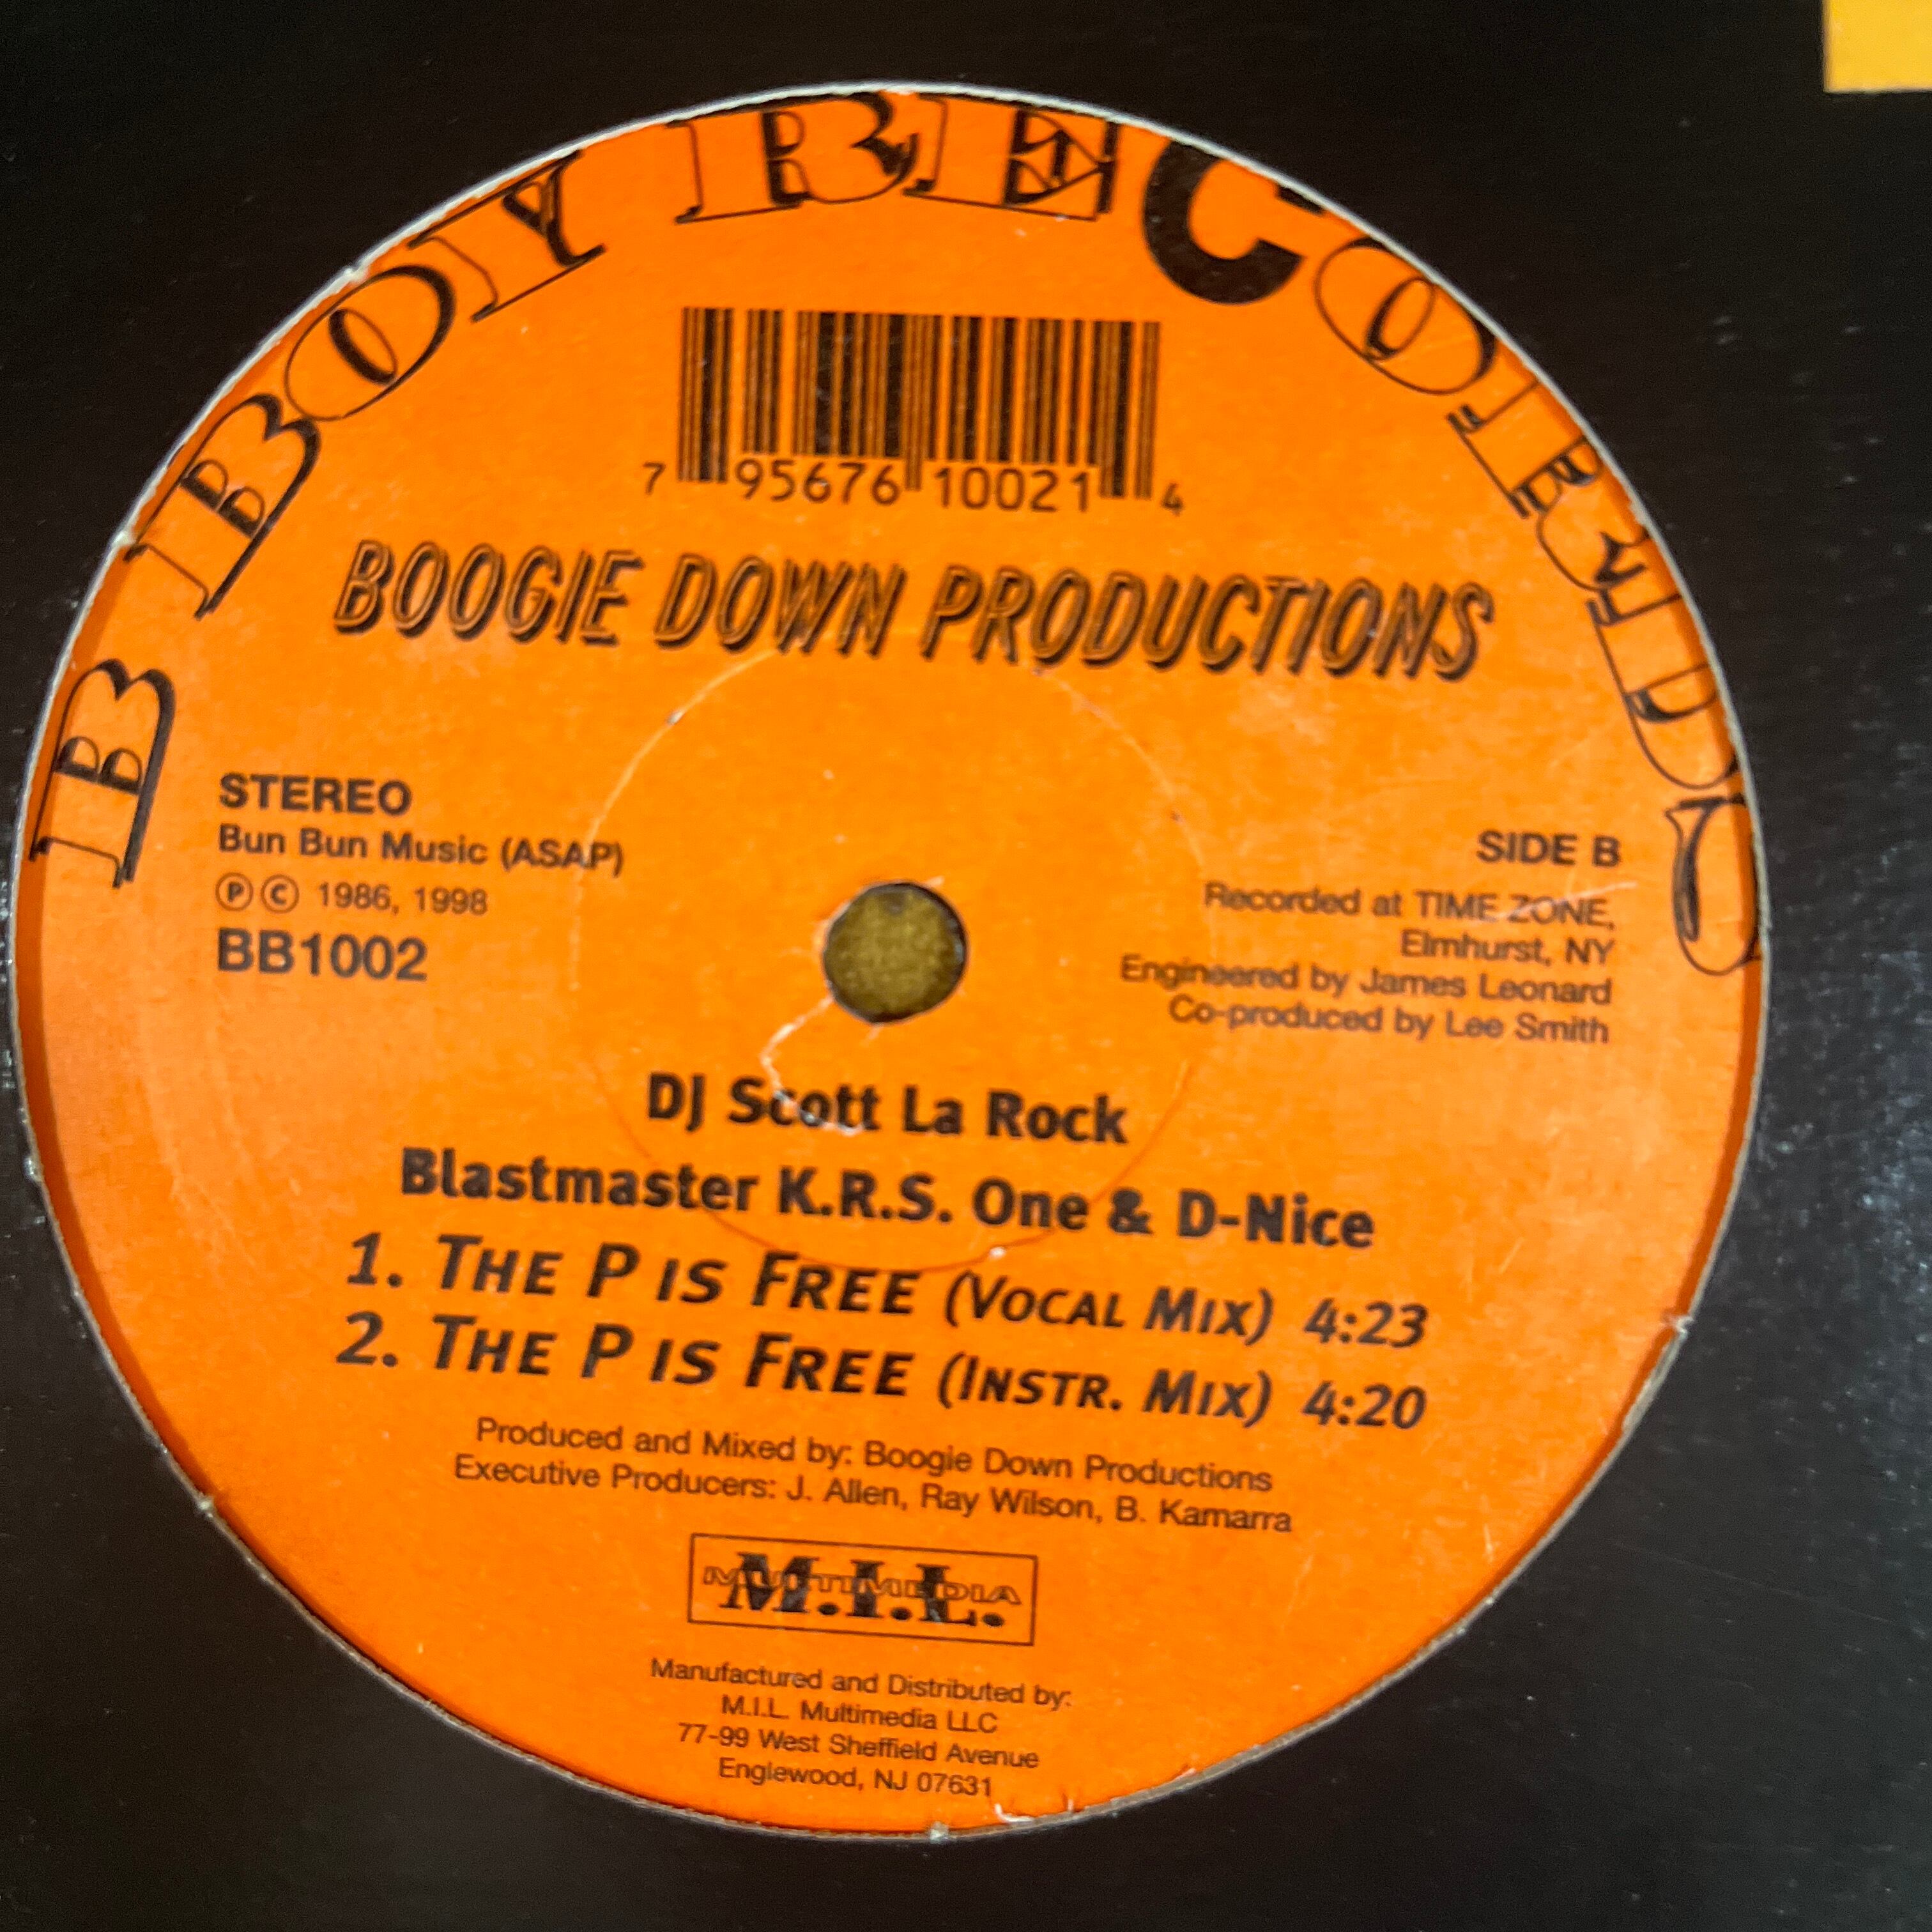 B BOY RECORDS
7 95676 10021 4
BOOGIE DOWN PRODUCTIONS
STEREO
Bun Bun Music (ASAP)
Ⓟ © 1986, 1998
BB1002
SIDE B
Recorded at TIME ZONE,
Elmhurst, NY
Engineered by James Leonard
Co-produced by Lee Smith
DJ Scott La Rock
Blastmaster K.R.S. One & D-Nice
1. THE P IS FREE (VOCAL MIX) 4:23
2. THE P IS FREE (INSTR. MIX) 4:20
Produced and Mixed by: Boogie Down Productions
Executive Producers: J. Allen, Ray Wilson, B. Kamarra
M.I.L.
MULTIMEDIA
Manufactured and Distributed by:
M.I.L. Multimedia LLC
77-99 West Sheffield Avenue
Englewood, NJ 07631